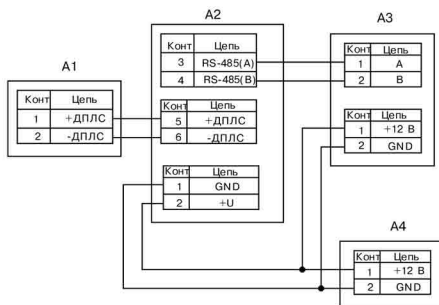 A1
Конт Цепь
1 +ДПЛС
2 -ДПЛС
A2
Конт Цепь
3 RS-485(A)
4 RS-485(B)
Конт Цепь
5 +ДПЛС
6 -ДПЛС
Конт Цепь
1 GND
2 +U
A3
Конт Цепь
1 A
2 B
Конт Цепь
1 +12 В
2 GND
A4
Конт Цепь
1 +12 В
2 GND